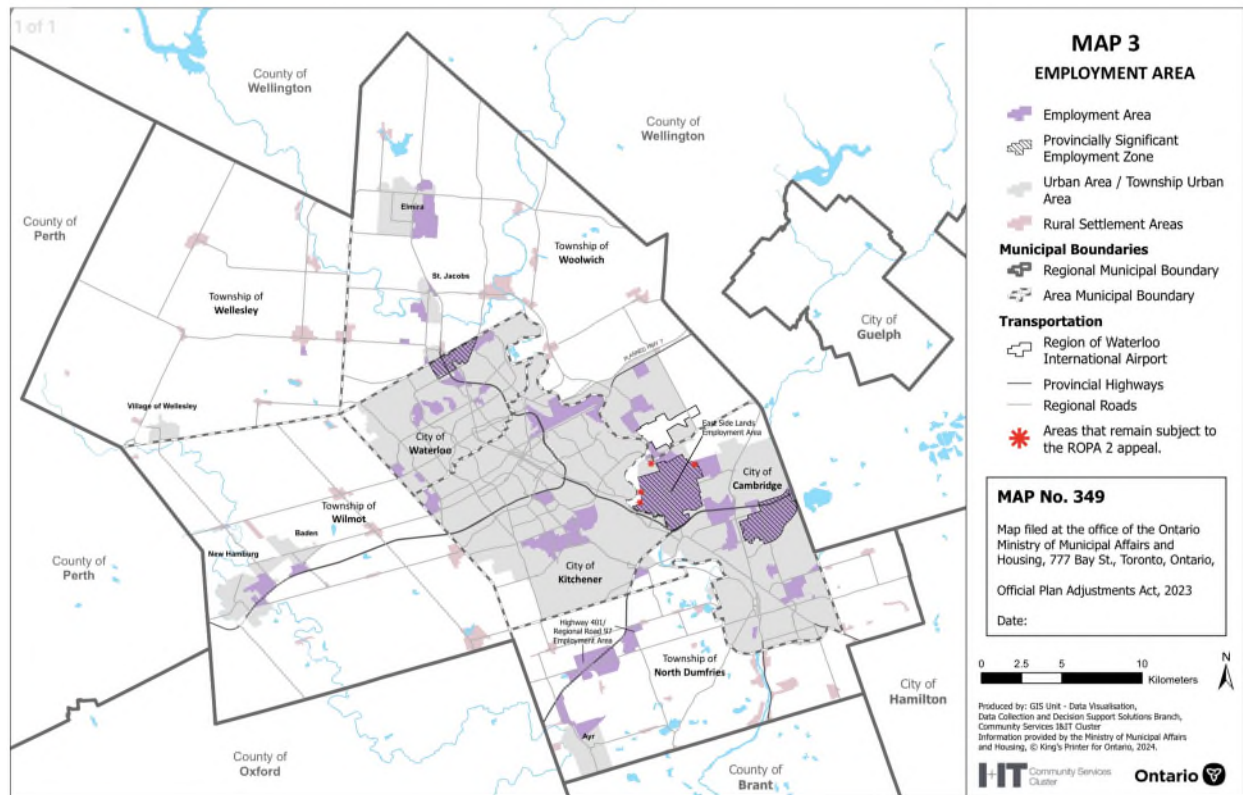 1 of 1
County of
Wellington
County of
Wellington
County of
Perth
Elmira
Township of
Woolwich
St. Jacobs
Township of
Wellesley
City of
Guelph
PLANNED HWY 7
Village of Wellesley
City of
Waterloo
East Side Lands
Employment Area
City of
Cambridge
Township of
Wilmot
Baden
New Hamburg
County of
Perth
City of
Kitchener
Highway 401/
Regional Road 97
Employment Area
Township of
North Dumfries
City of
Hamilton
Ayr
County of
Oxford
County of
Brant
MAP 3
EMPLOYMENT AREA
Employment Area
Provincially Significant
Employment Zone
Urban Area / Township Urban
Area
Rural Settlement Areas
Municipal Boundaries
Regional Municipal Boundary
Area Municipal Boundary
Transportation
Region of Waterloo
International Airport
Provincial Highways
Regional Roads
Areas that remain subject to
the ROPA 2 appeal.
MAP No. 349
Map filed at the office of the Ontario
Ministry of Municipal Affairs and
Housing, 777 Bay St., Toronto, Ontario,
Official Plan Adjustments Act, 2023
Date:
0 2.5 5 10
Kilometers
N
Produced by: GIS Unit - Data Visualisation,
Data Collection and Decision Support Solutions Branch,
Community Services I&IT Cluster
Information provided by the Ministry of Municipal Affairs
and Housing, © King's Printer for Ontario, 2024.
I+IT Community Services
Cluster
Ontario